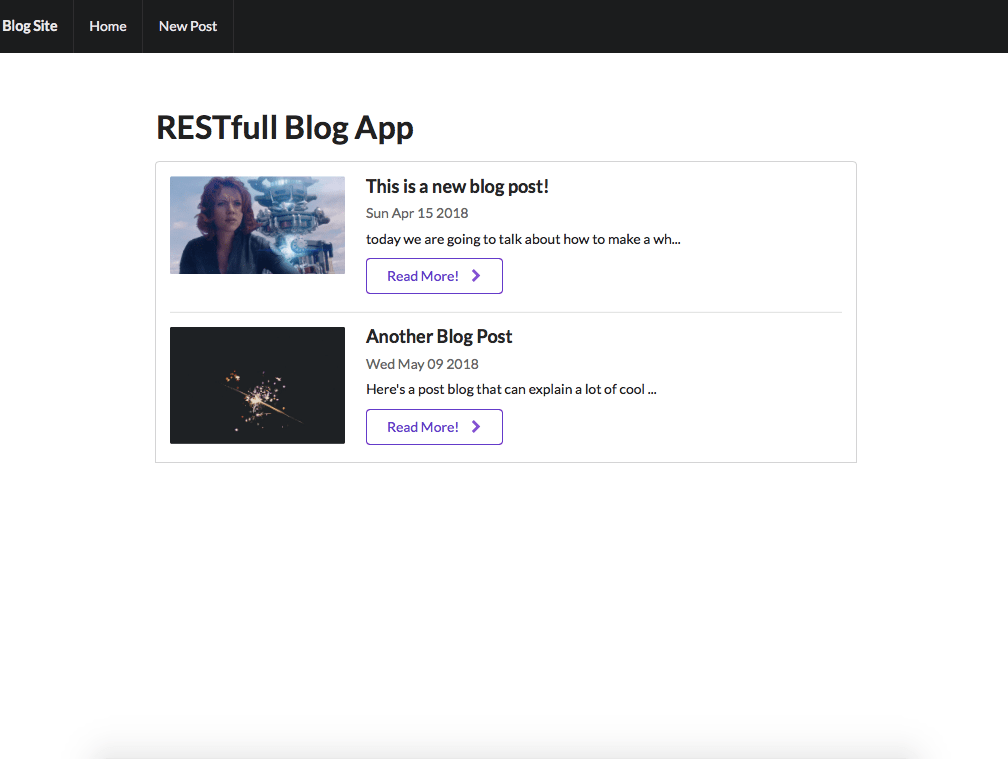 Blog Site Home New Post
RESTfull Blog App
This is a new blog post!
Sun Apr 15 2018
today we are going to talk about how to make a wh...
Read More!
Another Blog Post
Wed May 09 2018
Here's a post blog that can explain a lot of cool ...
Read More!